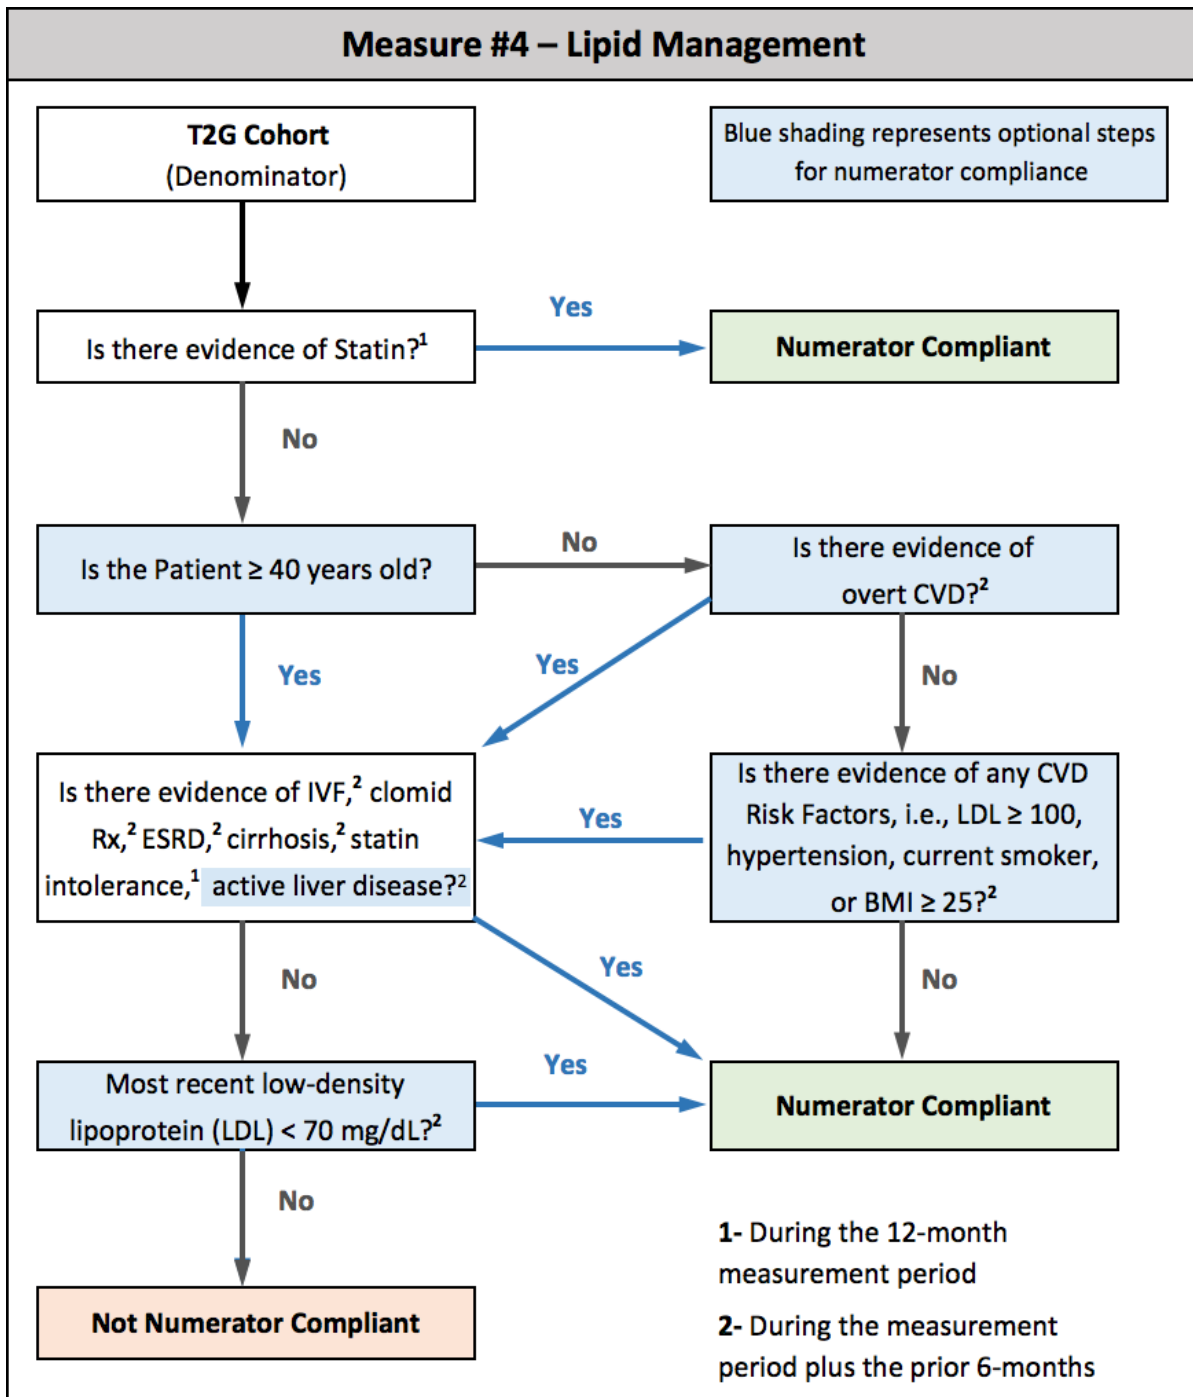 Measure #4 – Lipid Management
T2G Cohort
(Denominator)
Blue shading represents optional steps
for numerator compliance
Is there evidence of Statin?¹
Yes
Numerator Compliant
No
Is the Patient ≥ 40 years old?
No
Is there evidence of
overt CVD?²
Yes
Yes
No
Is there evidence of IVF,² clomid
Rx,² ESRD,² cirrhosis,² statin
intolerance,¹ active liver disease?²
Yes
Is there evidence of any CVD
Risk Factors, i.e., LDL ≥ 100,
hypertension, current smoker,
or BMI ≥ 25?²
No
Yes
No
Most recent low-density
lipoprotein (LDL) < 70 mg/dL?²
Yes
Numerator Compliant
No
Not Numerator Compliant
1- During the 12-month
measurement period
2- During the measurement
period plus the prior 6-months